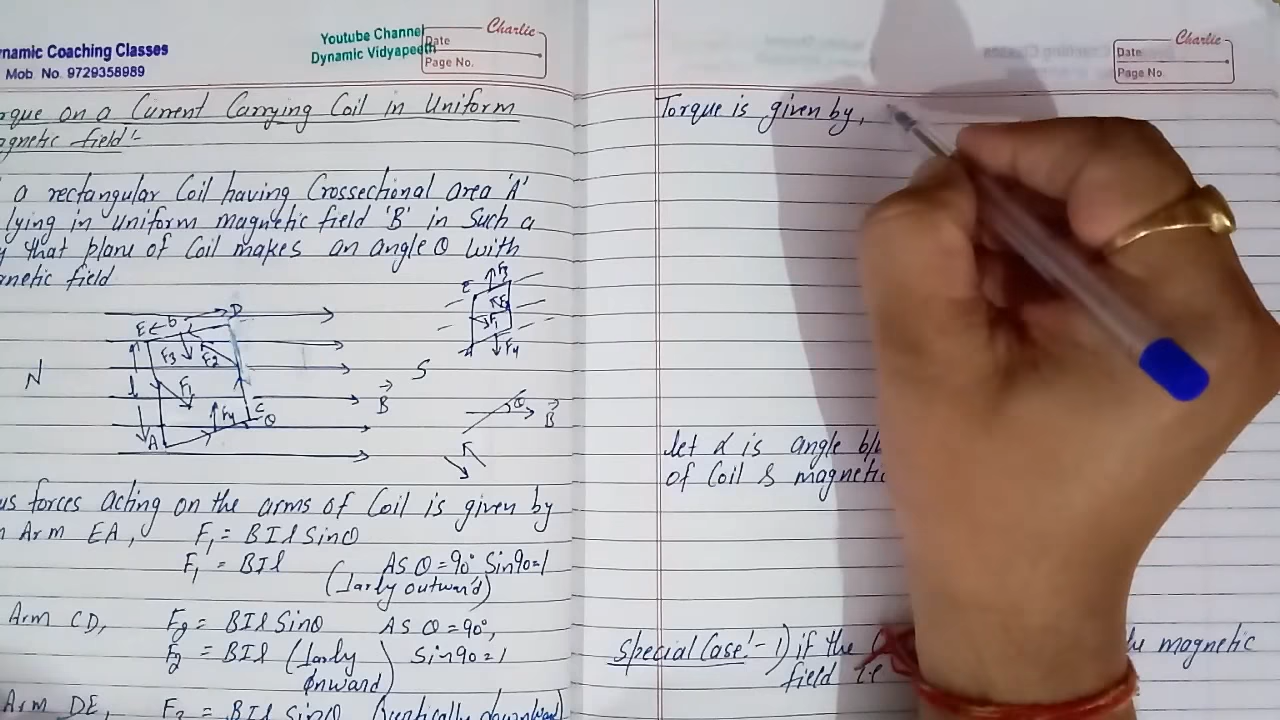 namic Coaching Classes
Mob. No. 9729358989
Youtube Channel
Dynamic Vidyapeeth
Charlie
Date
Page No.
rque on a Current Carrying Coil in Uniform
gnetic field:-
a rectangular Coil having Crossectional area 'A'
lying in uniform magnetic field 'B' in Such a
y that plane of Coil makes an angle θ with
netic field
E b D
F3 F2
N l F1 B
F4 C θ
A
E F3
F2
F1
F4
S
θ B
us forces acting on the arms of Coil is given by
Arm EA, F1 = BIl Sinθ
F1 = BIl AS θ = 90° Sin90=1
(larly outward)
Arm CD, F2 = BIl Sinθ AS θ = 90°,
F2 = BIl (larly onward) Sin90=1
Arm DE, F3 = BIl Sinθ (vertically downward)
Charlie
Date
Page No.
Torque is given by,
let α is angle b/
of Coil & magnetic
Special Case:- 1) if the magnetic
field